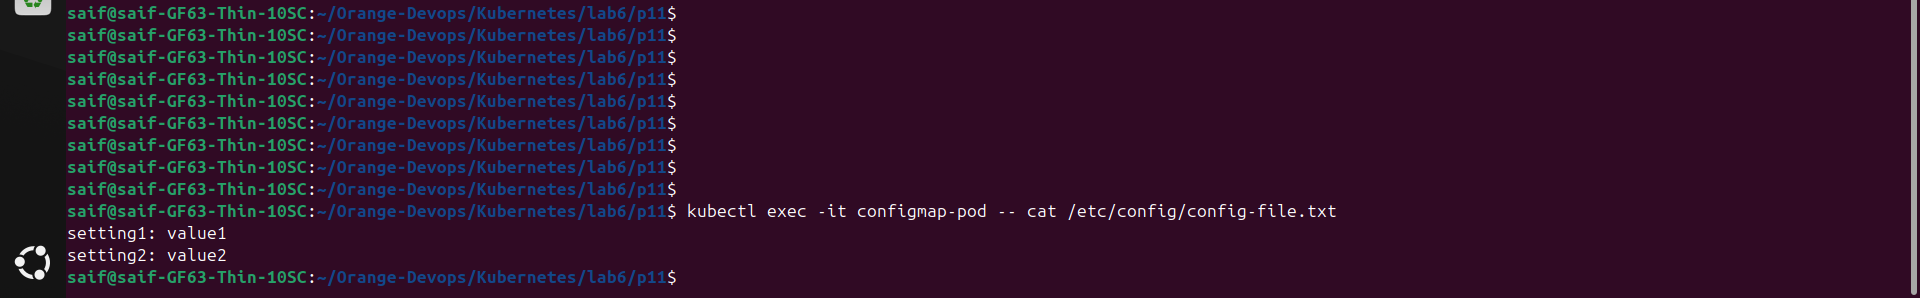 saif@saif-GF63-Thin-10SC:~/Orange-Devops/Kubernetes/lab6/p11$
saif@saif-GF63-Thin-10SC:~/Orange-Devops/Kubernetes/lab6/p11$
saif@saif-GF63-Thin-10SC:~/Orange-Devops/Kubernetes/lab6/p11$
saif@saif-GF63-Thin-10SC:~/Orange-Devops/Kubernetes/lab6/p11$
saif@saif-GF63-Thin-10SC:~/Orange-Devops/Kubernetes/lab6/p11$
saif@saif-GF63-Thin-10SC:~/Orange-Devops/Kubernetes/lab6/p11$
saif@saif-GF63-Thin-10SC:~/Orange-Devops/Kubernetes/lab6/p11$
saif@saif-GF63-Thin-10SC:~/Orange-Devops/Kubernetes/lab6/p11$
saif@saif-GF63-Thin-10SC:~/Orange-Devops/Kubernetes/lab6/p11$
saif@saif-GF63-Thin-10SC:~/Orange-Devops/Kubernetes/lab6/p11$ kubectl exec -it configmap-pod -- cat /etc/config/config-file.txt
setting1: value1
setting2: value2
saif@saif-GF63-Thin-10SC:~/Orange-Devops/Kubernetes/lab6/p11$